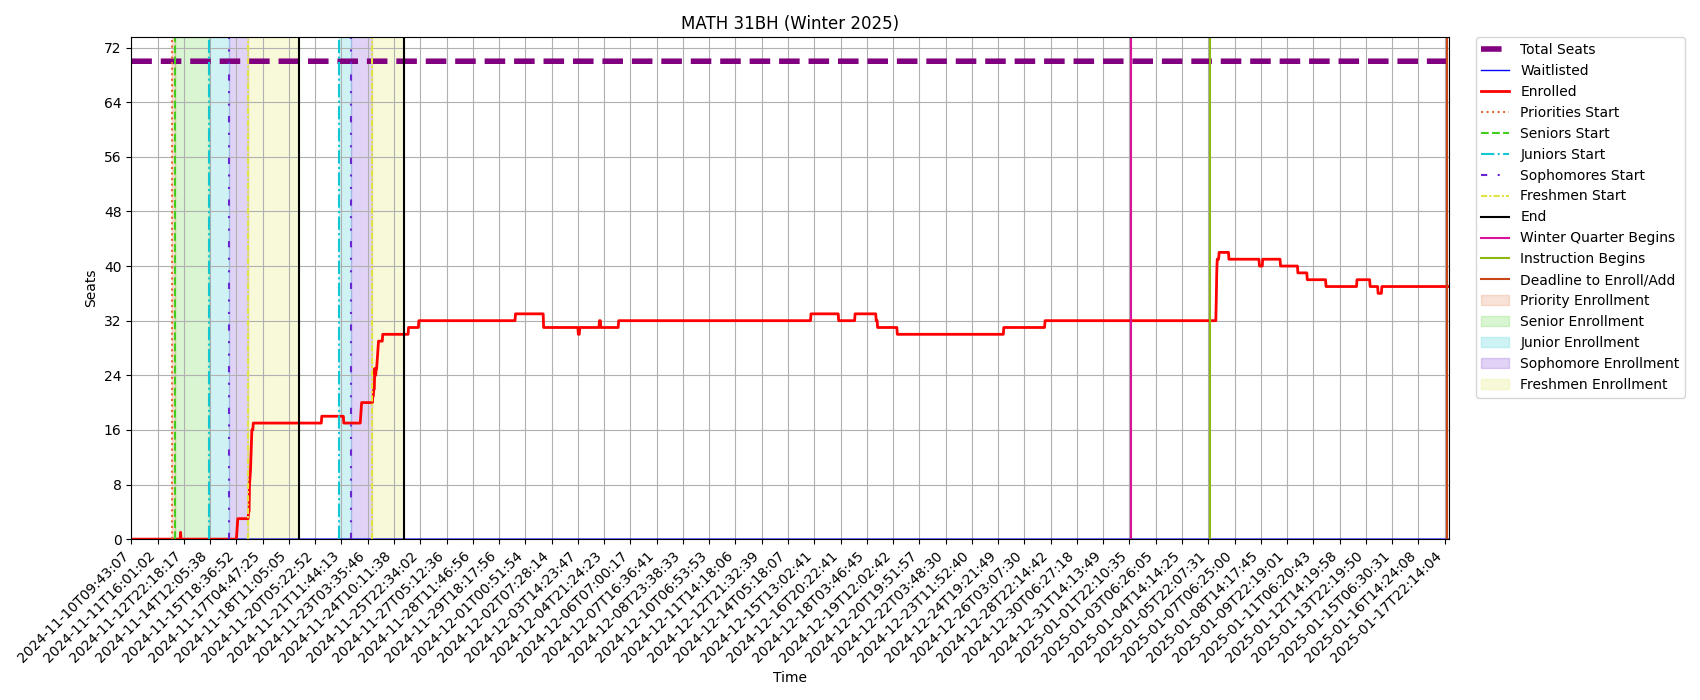 MATH 31BH (Winter 2025)
Seats
72
64
56
48
40
32
24
16
8
0
2024-11-10T09:43:07
2024-11-11T16:01:02
2024-11-12T22:18:17
2024-11-14T12:05:38
2024-11-15T18:36:52
2024-11-17T04:47:23
2024-11-18T11:05:05
2024-11-20T05:22:52
2024-11-21T11:44:13
2024-11-23T03:35:46
2024-11-24T10:11:38
2024-11-25T22:34:02
2024-11-27T05:12:36
2024-11-28T11:46:56
2024-11-29T18:17:56
2024-12-01T00:51:54
2024-12-02T07:28:14
2024-12-03T14:23:47
2024-12-04T21:24:23
2024-12-06T07:00:17
2024-12-07T16:36:41
2024-12-08T23:38:33
2024-12-10T06:53:53
2024-12-11T14:18:06
2024-12-12T21:32:39
2024-12-14T05:18:07
2024-12-15T13:02:41
2024-12-16T20:22:41
2024-12-18T03:46:45
2024-12-19T12:02:42
2024-12-20T19:51:57
2024-12-22T03:48:30
2024-12-23T11:52:40
2024-12-24T19:21:49
2024-12-26T03:07:30
2024-12-28T22:14:42
2024-12-30T06:27:18
2024-12-31T14:13:49
2025-01-01T22:10:35
2025-01-03T06:26:05
2025-01-04T14:14:25
2025-01-05T22:07:31
2025-01-07T06:25:00
2025-01-08T14:17:45
2025-01-09T22:19:01
2025-01-11T06:20:43
2025-01-12T14:19:58
2025-01-13T22:19:50
2025-01-15T06:30:31
2025-01-16T14:24:08
2025-01-17T22:14:04
Time
Total Seats
Waitlisted
Enrolled
Priorities Start
Seniors Start
Juniors Start
Sophomores Start
Freshmen Start
End
Winter Quarter Begins
Instruction Begins
Deadline to Enroll/Add
Priority Enrollment
Senior Enrollment
Junior Enrollment
Sophomore Enrollment
Freshmen Enrollment